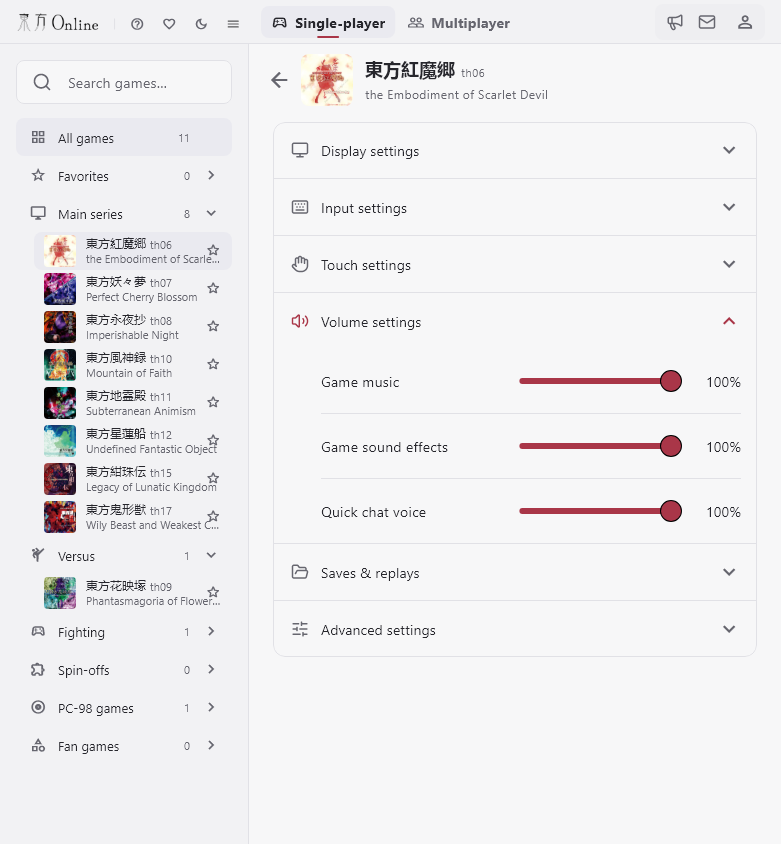 東方Online
Single-player
Multiplayer
Search games...
All games 11
Favorites 0
Main series 8
東方紅魔郷 th06
the Embodiment of Scarle...
東方妖々夢 th07
Perfect Cherry Blossom
東方永夜抄 th08
Imperishable Night
東方風神録 th10
Mountain of Faith
東方地霊殿 th11
Subterranean Animism
東方星蓮船 th12
Undefined Fantastic Object
東方紺珠伝 th15
Legacy of Lunatic Kingdom
東方鬼形獣 th17
Wily Beast and Weakest C...
Versus 1
東方花映塚 th09
Phantasmagoria of Flower...
Fighting 1
Spin-offs 0
PC-98 games 1
Fan games 0
東方紅魔郷 th06
the Embodiment of Scarlet Devil
Display settings
Input settings
Touch settings
Volume settings
Game music 100%
Game sound effects 100%
Quick chat voice 100%
Saves & replays
Advanced settings